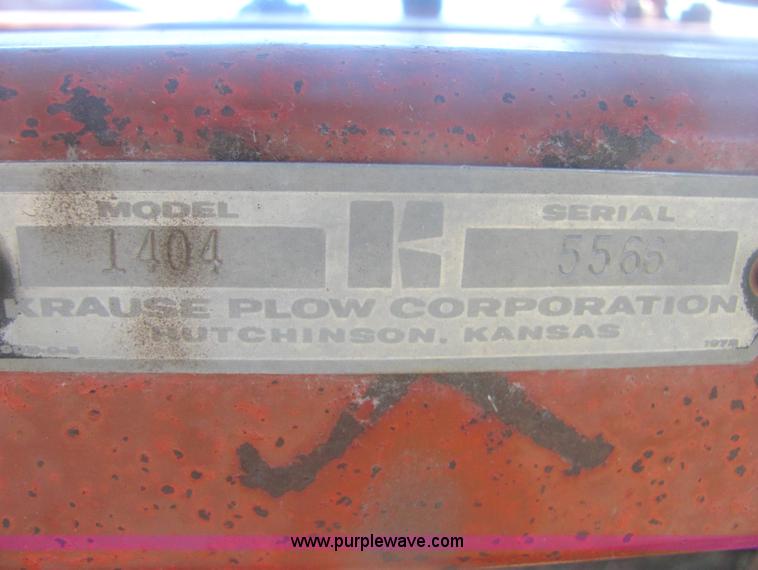 MODEL
SERIAL
1404
K
5566
KRAUSE PLOW CORPORATION
HUTCHINSON, KANSAS
www.purplewave.com